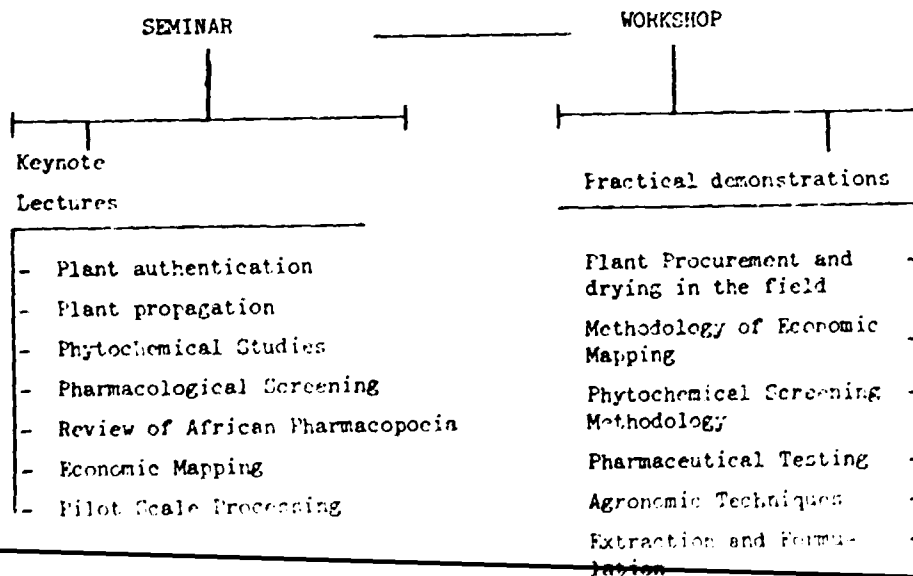 SEMINAR
WORKSHOP
Keynote
Lectures
- Plant authentication
- Plant propagation
- Phytochemical Studies
- Pharmacological Screening
- Review of African Pharmacopocia
- Economic Mapping
- Pilot Scale Processing
Practical demonstrations
Plant Procurement and -
drying in the field
Methodology of Economic -
Mapping
Phytochemical Screening -
Methodology
Pharmaceutical Testing -
Agronomic Techniques -
Extraction and Formu- -
lation